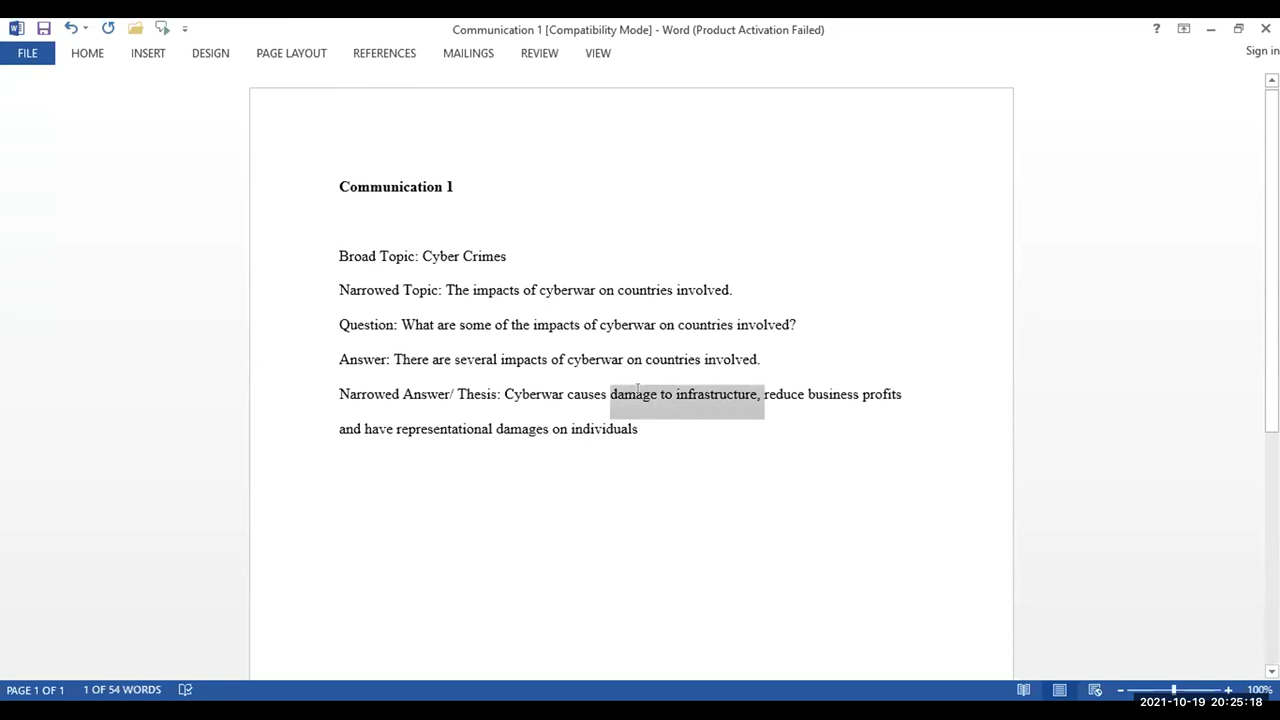 Communication 1 [Compatibility Mode] - Word (Product Activation Failed)
?
FILE HOME INSERT DESIGN PAGE LAYOUT REFERENCES MAILINGS REVIEW VIEW
Sign in
Communication 1
Broad Topic: Cyber Crimes
Narrowed Topic: The impacts of cyberwar on countries involved.
Question: What are some of the impacts of cyberwar on countries involved?
Answer: There are several impacts of cyberwar on countries involved.
Narrowed Answer/ Thesis: Cyberwar causes damage to infrastructure, reduce business profits
and have representational damages on individuals
PAGE 1 OF 1 1 OF 54 WORDS 100%
2021-10-19 20:25:18